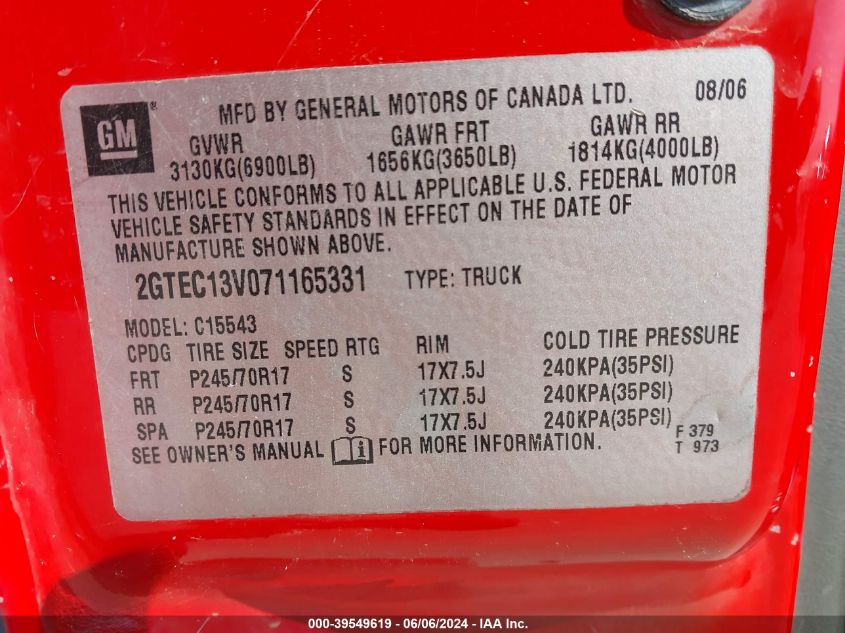 GM®
MFD BY GENERAL MOTORS OF CANADA LTD. 08/06
GVWR GAWR FRT GAWR RR
3130KG(6900LB) 1656KG(3650LB) 1814KG(4000LB)
THIS VEHICLE CONFORMS TO ALL APPLICABLE U.S. FEDERAL MOTOR
VEHICLE SAFETY STANDARDS IN EFFECT ON THE DATE OF
MANUFACTURE SHOWN ABOVE.
2GTEC13V071165331 TYPE: TRUCK
MODEL: C15543
CPDG TIRE SIZE SPEED RTG RIM COLD TIRE PRESSURE
FRT P245/70R17 S 17X7.5J 240KPA(35PSI)
RR P245/70R17 S 17X7.5J 240KPA(35PSI)
SPA P245/70R17 S 17X7.5J 240KPA(35PSI)
SEE OWNER'S MANUAL FOR MORE INFORMATION.
F 379
T 973
000-39549619 - 06/06/2024 - IAA Inc.